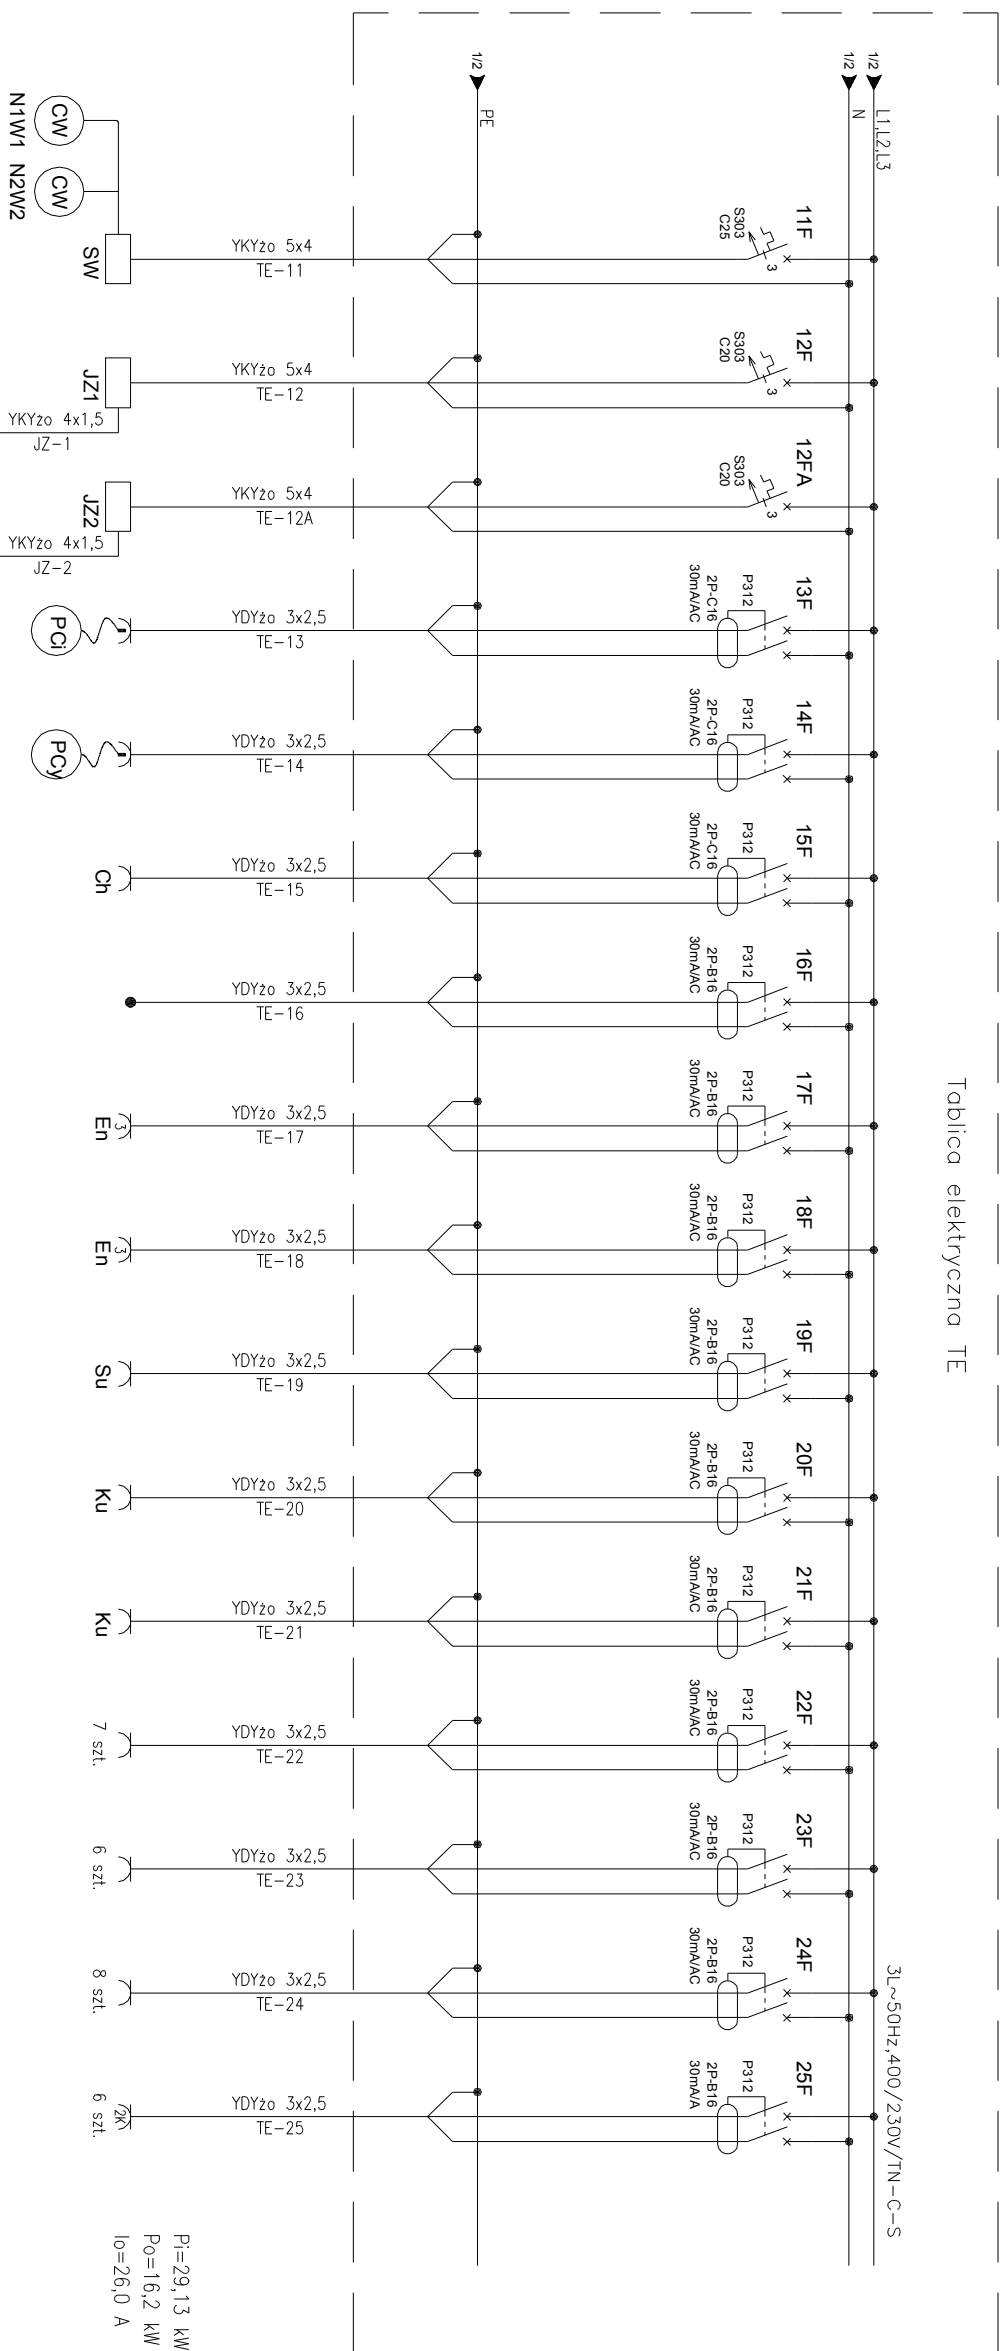 Tablica elektryczna TE
3L~50Hz,400/230V/TN-C-S
1/2
L1,L2,L3
1/2
N
1/2
PE
11F
S303
C25
3
YKYżo 5x4
TE-11
SW
CW
CW
N1W1
N2W2
12F
S303
C20
3
YKYżo 5x4
TE-12
JZ1
YKYżo 4x1,5
JZ-1
12FA
S303
C20
3
YKYżo 5x4
TE-12A
JZ2
YKYżo 4x1,5
JZ-2
13F
P312
2P-C16
30mA/AC
YDYżo 3x2,5
TE-13
PCi
14F
P312
2P-C16
30mA/AC
YDYżo 3x2,5
TE-14
PCy
15F
P312
2P-C16
30mA/AC
YDYżo 3x2,5
TE-15
Ch
16F
P312
2P-B16
30mA/AC
YDYżo 3x2,5
TE-16
17F
P312
2P-B16
30mA/AC
YDYżo 3x2,5
TE-17
3
En
18F
P312
2P-B16
30mA/AC
YDYżo 3x2,5
TE-18
3
En
19F
P312
2P-B16
30mA/AC
YDYżo 3x2,5
TE-19
Su
20F
P312
2P-B16
30mA/AC
YDYżo 3x2,5
TE-20
Ku
21F
P312
2P-B16
30mA/AC
YDYżo 3x2,5
TE-21
Ku
22F
P312
2P-B16
30mA/AC
YDYżo 3x2,5
TE-22
7 szt.
23F
P312
2P-B16
30mA/AC
YDYżo 3x2,5
TE-23
6 szt.
24F
P312
2P-B16
30mA/AC
YDYżo 3x2,5
TE-24
8 szt.
25F
P312
2P-B16
30mA/A
YDYżo 3x2,5
TE-25
2K
6 szt.
Pi=29,13 kW
Po=16,2 kW
Io=26,0 A